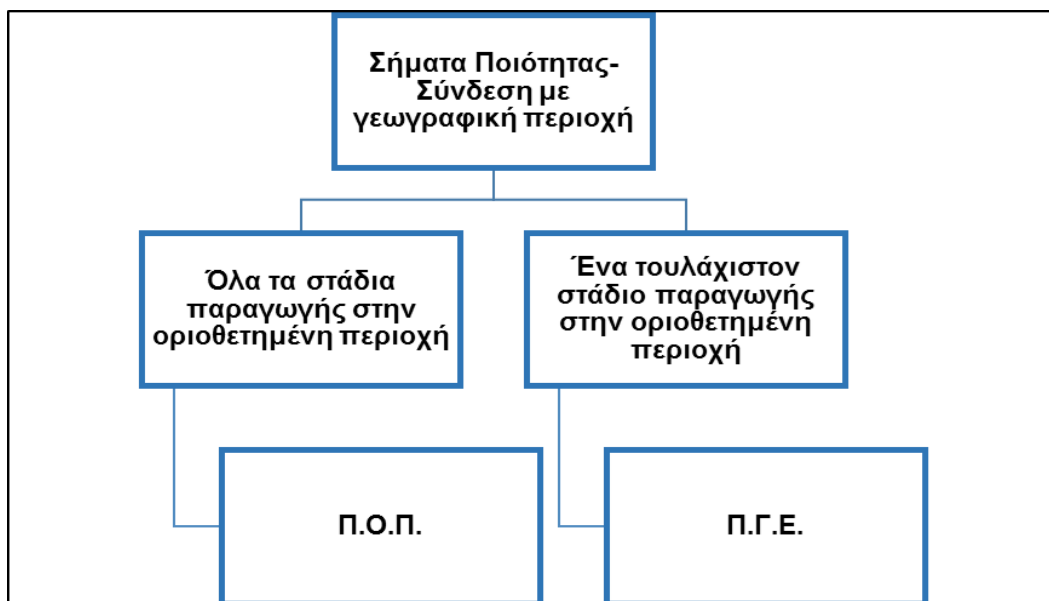 Σήματα Ποιότητας-
Σύνδεση με
γεωγραφική περιοχή
Όλα τα στάδια
παραγωγής στην
οριοθετημένη περιοχή
Ένα τουλάχιστον
στάδιο παραγωγής
στην οριοθετημένη
περιοχή
Π.Ο.Π.
Π.Γ.Ε.